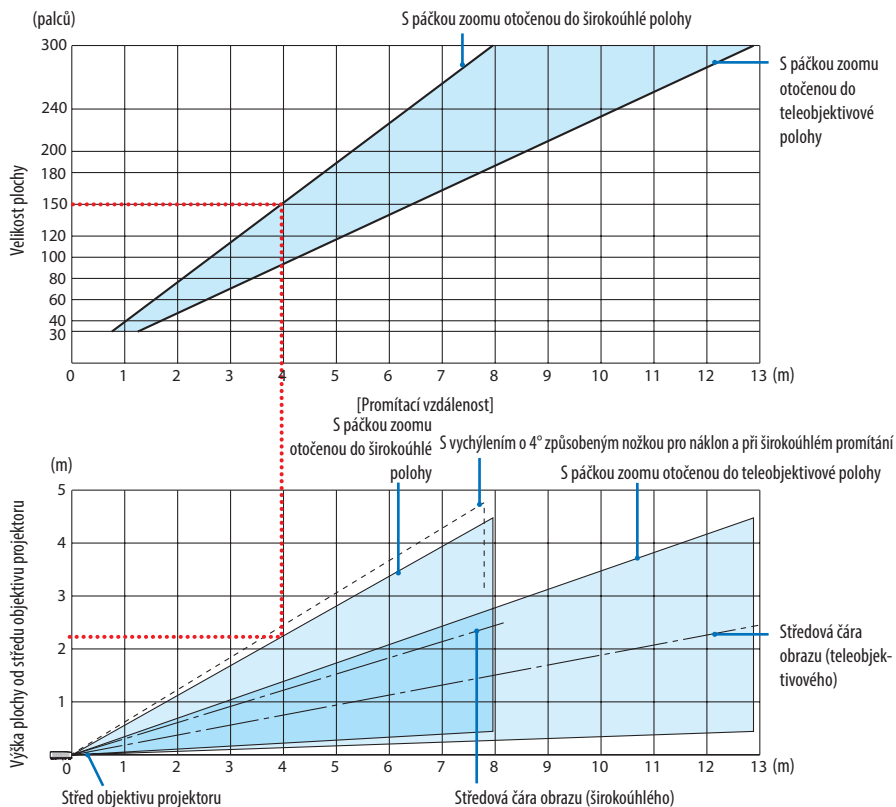 (palců)
S páčkou zoomu otočenou do širokoúhlé polohy
300
S páčkou zoomu
otočenou do
teleobjektivové
polohy
240
200
180
150
120
100
80
60
40
30
Velikost plochy
0 1 2 3 4 5 6 7 8 9 10 11 12 13 (m)
[Promítací vzdálenost]
S páčkou zoomu
otočenou do širokoúhlé
polohy
S vychýlením o 4° způsobeným nožkou pro náklon a při širokoúhlém promítání
S páčkou zoomu otočenou do teleobjektivové polohy
(m)
5
4
3
2
1
Výška plochy od středu objektivu projektoru
Středová čára
obrazu (teleobjek-
tivového)
0 1 2 3 4 5 6 7 8 9 10 11 12 13 (m)
Střed objektivu projektoru
Středová čára obrazu (širokoúhlého)